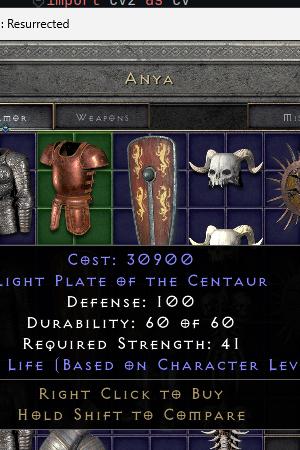 import cv2 as cv
: Resurrected
Anya
Weapons
Cost: 30900
Light Plate of the Centaur
Defense: 100
Durability: 60 of 60
Required Strength: 41
Life (Based on Character Lev
Right Click to Buy
Hold Shift to Compare